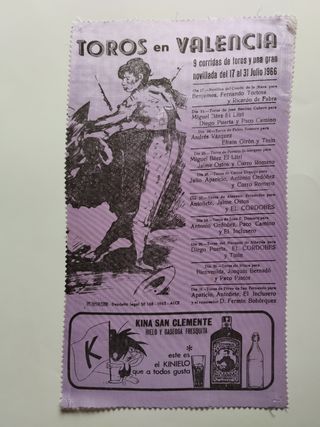 TOROS en VALENCIA
9 corridas de toros y una gran
novillada del 17 al 31 Julio 1966
Benjumea, Fernando Tortosa
y Ricardo de Fabra
Miguel Báez El Litri
Diego Puerta y Paco Camino
Andrés Vázquez
Efraín Girón y Tinín
Miguel Báez El Litri
Jaime Ostos y Curro Romero
Julio Aparicio, Antonio Ordóñez
y Curro Romero
Antoñete, Jaime Ostos
y EL CORDOBES
Antonio Ordóñez, Paco Camino
y El Inclusero
Diego Puerta, EL CORDOBES
y Tinín
Bienvenida, Joaquín Bernadó
y Paco Pastor
Aparicio, Antoñete, El Inclusero
y el rejoneador D. Fermín Bohórquez
Depósito legal
KINA SAN CLEMENTE
HIELO Y GASEOSA FRESQUITA
K
este es
el KINIELO
que a todos gusta